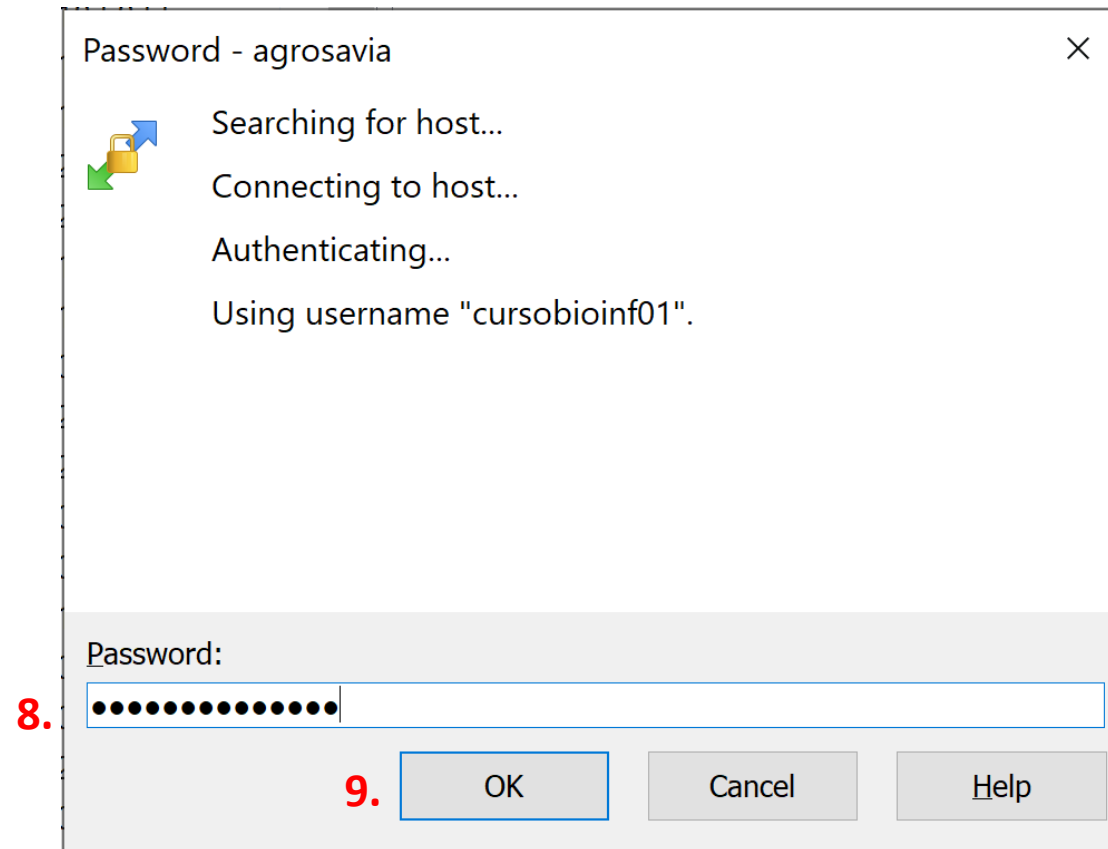 Password - agrosavia
Searching for host...
Connecting to host...
Authenticating...
Using username "cursobioinf01".
Password:
8. ●●●●●●●●●●●●●●
9. OK Cancel Help